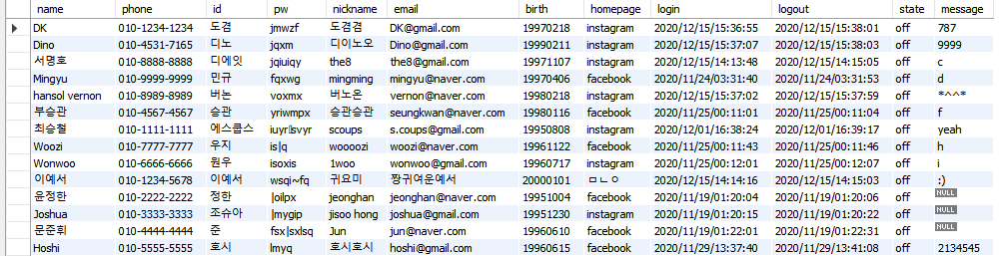 name phone id pw nickname email birth homepage login logout state message
DK 010-1234-1234 도겸 jmwzf 도겸겸 DK@gmail.com 19970218 instagram 2020/12/15/15:36:55 2020/12/15/15:38:01 off 787
Dino 010-4531-7165 디노 jqxm 디이노오 Dino@gmail.com 19990211 instagram 2020/12/15/15:37:07 2020/12/15/15:38:03 off 9999
서명호 010-8888-8888 디에잇 jqiuiqy the8 the8@gmail.com 19971107 instagram 2020/12/15/14:13:48 2020/12/15/14:15:05 off c
Mingyu 010-9999-9999 민규 fqxwg mingming mingyu@naver.com 19970406 facebook 2020/11/24/03:31:40 2020/11/24/03:31:53 off d
hansol vernon 010-8989-8989 버논 voxmx 버노온 vernon@naver.com 19980218 instagram 2020/12/15/15:37:02 2020/12/15/15:37:59 off *^^*
부승관 010-4567-4567 승관 yriwmpx 승관승관 seungkwan@naver.com 19980116 facebook 2020/11/25/00:11:01 2020/11/25/00:11:04 off f
최승철 010-1111-1111 에스쿱스 iuyr svyr scoups s.coups@gmail.com 19950808 instagram 2020/12/01/16:38:24 2020/12/01/16:39:17 off yeah
Woozi 010-7777-7777 우지 is|q woooozi woozi@naver.com 19961122 facebook 2020/11/25/00:11:43 2020/11/25/00:11:46 off h
Wonwoo 010-6666-6666 원우 isoxis 1woo wonwoo@gmail.com 19960717 instagram 2020/11/25/00:12:01 2020/11/25/00:12:07 off i
이예서 010-1234-5678 이예서 wsqi~fq 귀요미 짱귀여운예서 20000101 ㅁㄴㅇ 2020/12/15/14:14:16 2020/12/15/14:15:03 off :)
윤정한 010-2222-2222 정한 |oilpx jeonghan jeonghan@naver.com 19951004 facebook 2020/11/19/01:20:04 2020/11/19/01:20:06 off NULL
Joshua 010-3333-3333 조슈아 |mygip jisoo hong joshua@gmail.com 19951230 instagram 2020/11/19/01:20:14 2020/11/19/01:20:22 off NULL
문준휘 010-4444-4444 준 fsx|sxlsq Jun jun@naver.com 19960610 facebook 2020/11/19/01:22:01 2020/11/19/01:22:31 off NULL
Hoshi 010-5555-5555 호시 lmyq 호시호시 hoshi@gmail.com 19960615 facebook 2020/11/29/13:37:40 2020/11/29/13:41:08 off 2134545